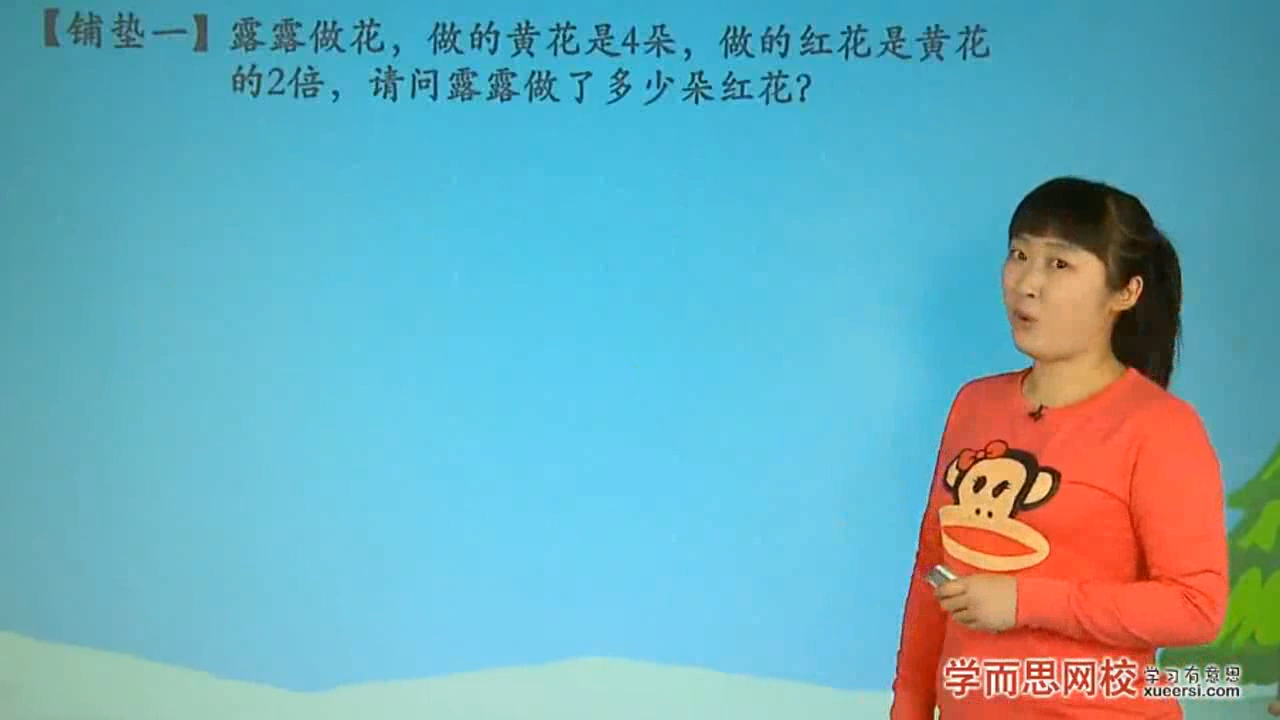 【铺垫一】露露做花，做的黄花是4朵，做的红花是黄花
的2倍，请问露露做了多少朵红花？
学而思网校 学习有意思
xueersi.com